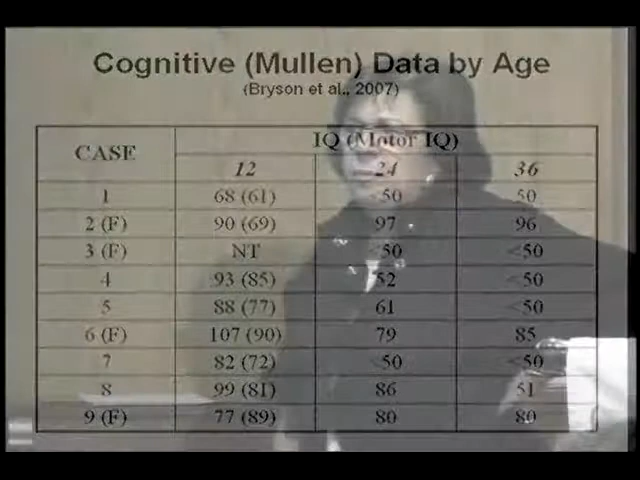 Cognitive (Mullen) Data by Age
(Bryson et al., 2007)
CASE IQ (Motor IQ)
12 24 36
1 68 (61) <50 50
2 (F) 90 (69) 97 96
3 (F) NT <50 <50
4 93 (85) 52 <50
5 88 (77) 61 <50
6 (F) 107 (90) 79 85
7 82 (72) <50 <50
8 99 (81) 86 51
9 (F) 77 (89) 80 80